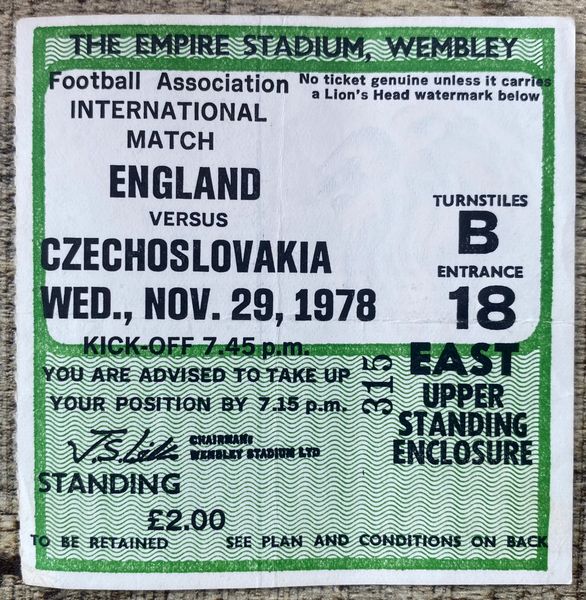 THE EMPIRE STADIUM, WEMBLEY
Football Association
INTERNATIONAL
MATCH
ENGLAND
VERSUS
CZECHOSLOVAKIA
WED., NOV. 29, 1978
KICK-OFF 7.45 p.m.
YOU ARE ADVISED TO TAKE UP
YOUR POSITION BY 7.15 p.m.
No ticket genuine unless it carries
a Lion's Head watermark below
TURNSTILES
B
ENTRANCE
18
EAST
UPPER
STANDING
ENCLOSURE
315
CHAIRMAN:
WEMBLEY STADIUM LTD
STANDING
£2.00
TO BE RETAINED SEE PLAN AND CONDITIONS ON BACK